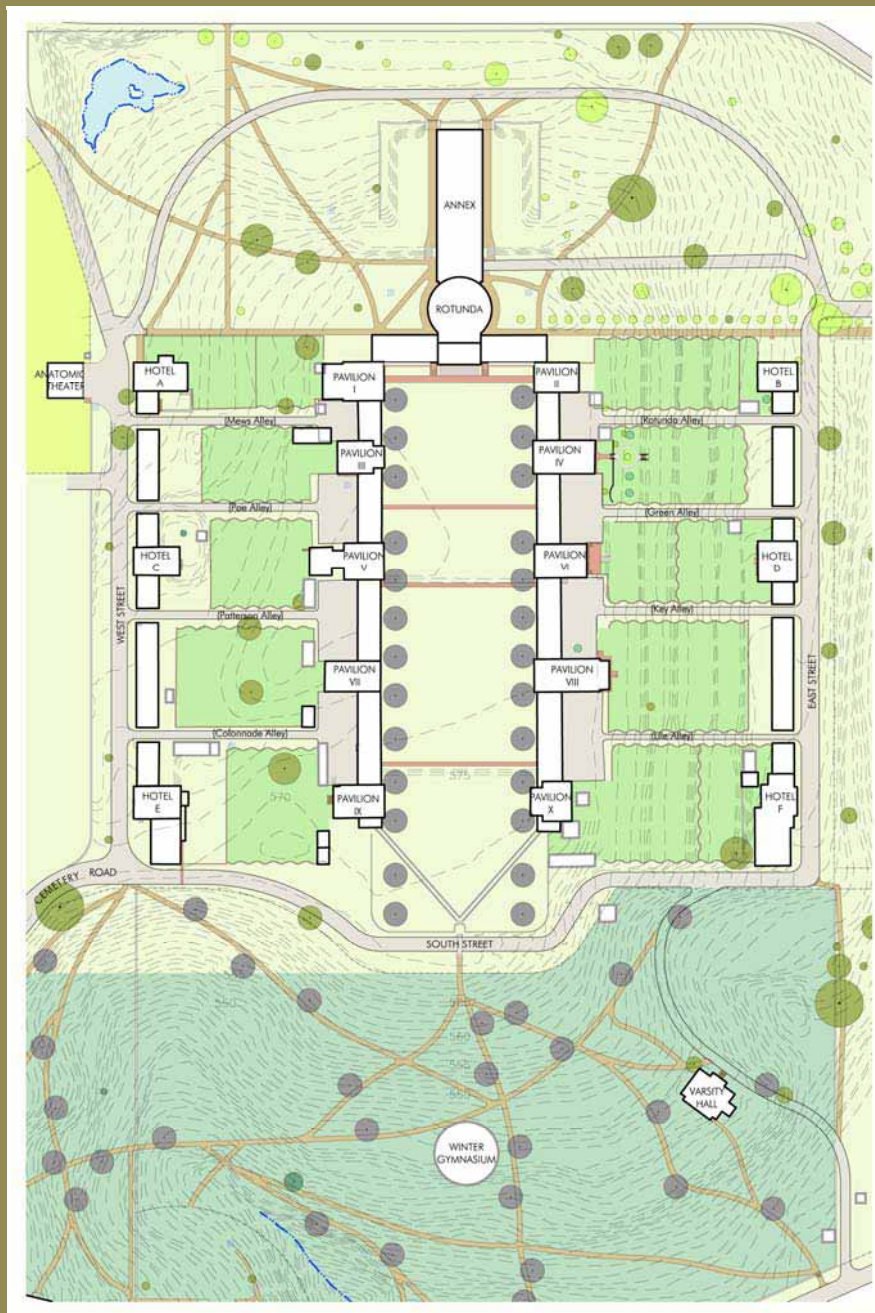 ANNEX
ROTUNDA
ANATOMIC
THEATER
HOTEL
A
PAVILION
I
PAVILION
II
HOTEL
B
(Mews Alley)
(Rotunda Alley)
PAVILION
III
PAVILION
IV
(Poe Alley)
(Green Alley)
HOTEL
C
PAVILION
V
PAVILION
VI
HOTEL
D
WEST STREET
(Patterson Alley)
(Key Alley)
PAVILION
VII
PAVILION
VIII
EAST STREET
(Colonnade Alley)
575
570
HOTEL
E
PAVILION
IX
PAVILION
X
HOTEL
F
CEMETERY ROAD
SOUTH STREET
560
565
VARSITY
HALL
WINTER
GYMNASIUM